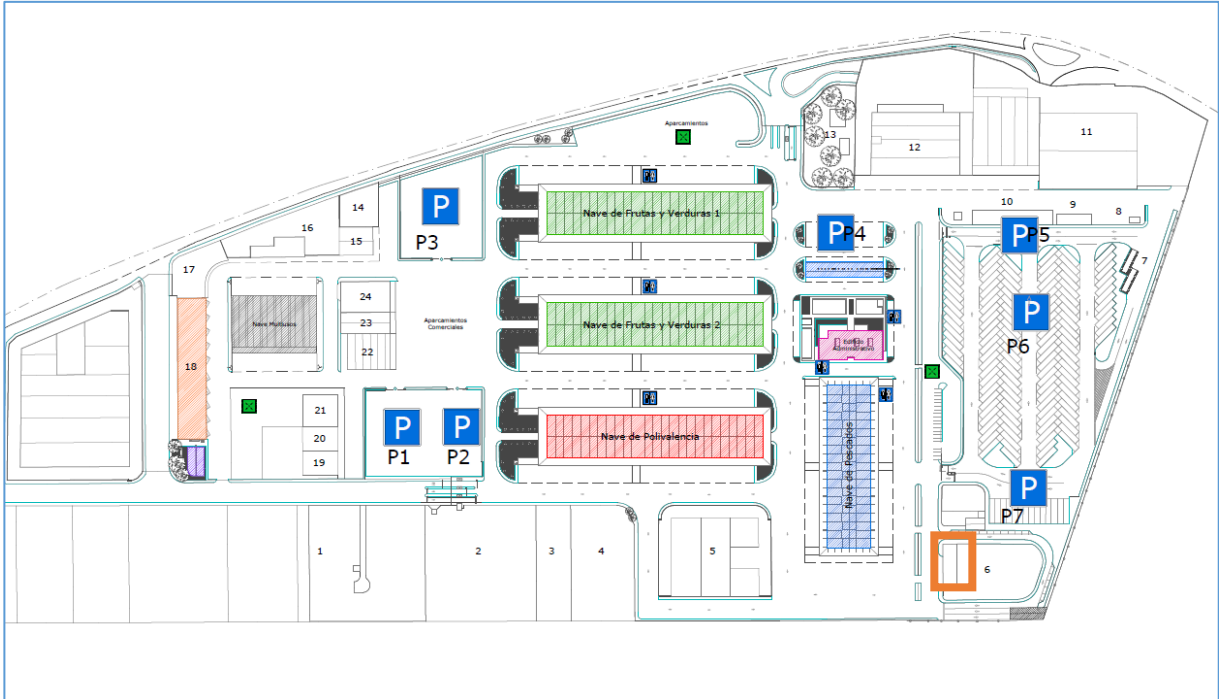 Aparcamientos
13
12
11
Nave de Frutas y Verduras 1
14
15
16
P
P3
17
10
9
8
P
P4
P
P5
7
24
23
22
Nave Multiusos
Aparcamientos
Comerciales
Nave de Frutas y Verduras 2
Edificio
Administrativo
P
P6
18
21
20
19
P
P1
P
P2
Nave de Polivalencia
Nave de Pescados
P
P7
1
2
3
4
5
6